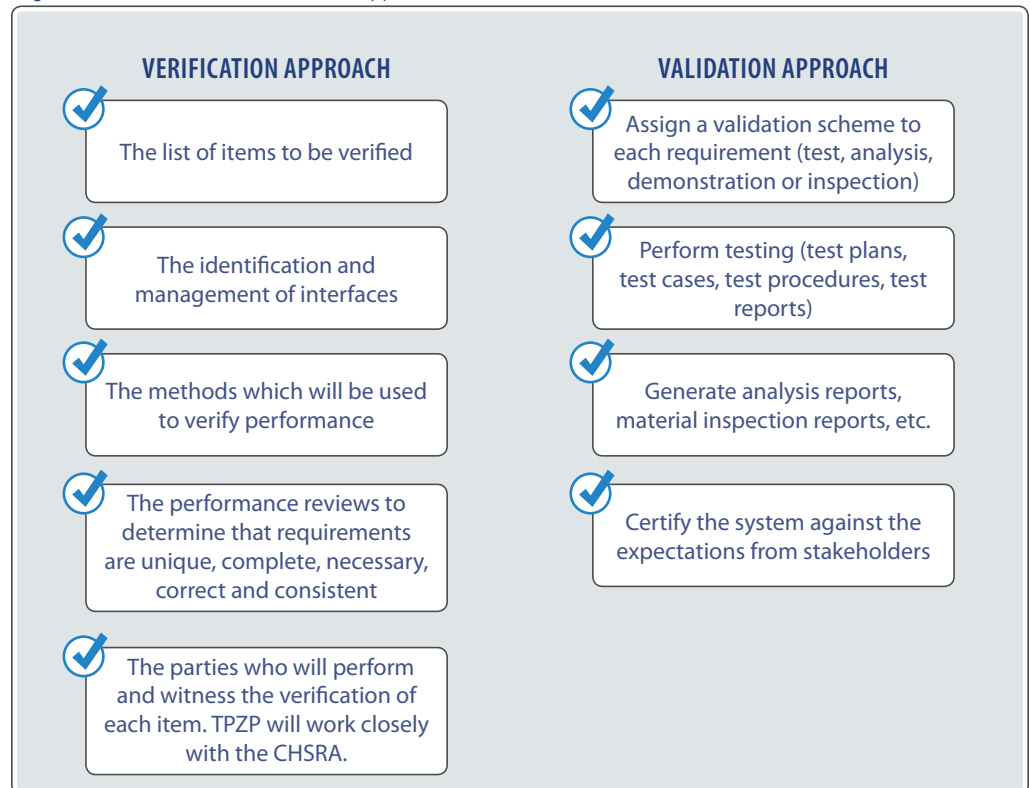 VERIFICATION APPROACH
The list of items to be verified
The identification and
management of interfaces
The methods which will be used
to verify performance
The performance reviews to
determine that requirements
are unique, complete, necessary,
correct and consistent
The parties who will perform
and witness the verification of
each item. TPZP will work closely
with the CHSRA.
VALIDATION APPROACH
Assign a validation scheme to
each requirement (test, analysis,
demonstration or inspection)
Perform testing (test plans,
test cases, test procedures, test
reports)
Generate analysis reports,
material inspection reports, etc.
Certify the system against the
expectations from stakeholders